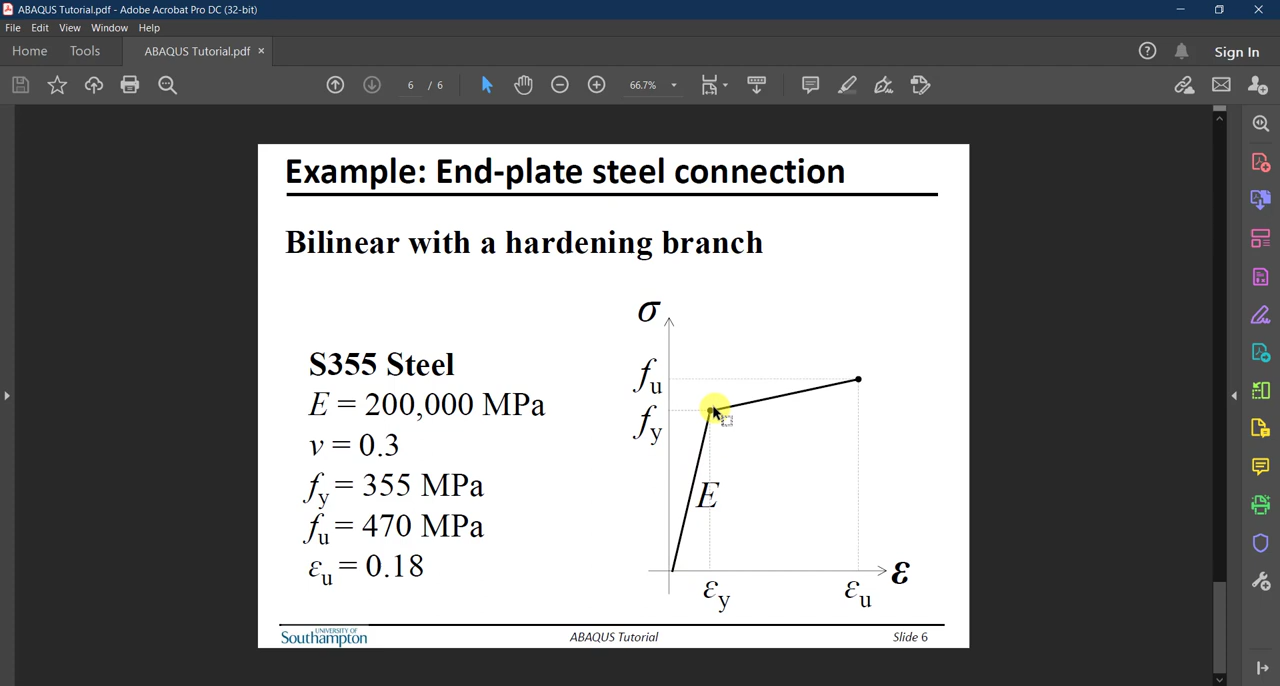 ABAQUS Tutorial.pdf - Adobe Acrobat Pro DC (32-bit)
File Edit View Window Help
Home Tools ABAQUS Tutorial.pdf × Sign In
6 / 6 66.7%
Example: End-plate steel connection
Bilinear with a hardening branch
S355 Steel
E = 200,000 MPa
ν = 0.3
fy = 355 MPa
fu = 470 MPa
εu = 0.18
σ
fu
fy
E
ε
εy εu
UNIVERSITY OF
Southampton
ABAQUS Tutorial
Slide 6